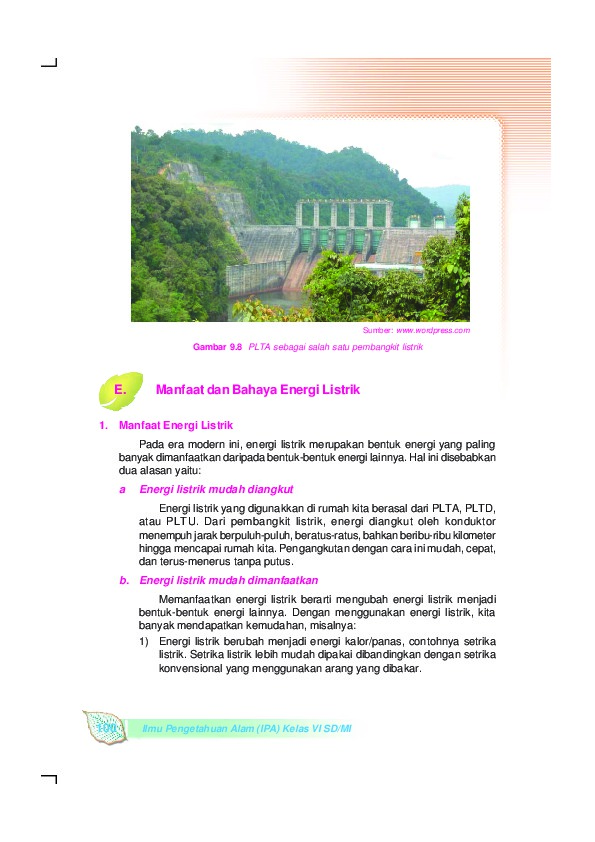 Sumber: www.wordpress.com
Gambar 9.8 PLTA sebagai salah satu pembangkit listrik
E. Manfaat dan Bahaya Energi Listrik
1. Manfaat Energi Listrik
Pada era modern ini, energi listrik merupakan bentuk energi yang paling
banyak dimanfaatkan daripada bentuk-bentuk energi lainnya. Hal ini disebabkan
dua alasan yaitu:
a Energi listrik mudah diangkut
Energi listrik yang digunakkan di rumah kita berasal dari PLTA, PLTD,
atau PLTU. Dari pembangkit listrik, energi diangkut oleh konduktor
menempuh jarak berpuluh-puluh, beratus-ratus, bahkan beribu-ribu kilometer
hingga mencapai rumah kita. Pengangkutan dengan cara ini mudah, cepat,
dan terus-menerus tanpa putus.
b. Energi listrik mudah dimanfaatkan
Memanfaatkan energi listrik berarti mengubah energi listrik menjadi
bentuk-bentuk energi lainnya. Dengan menggunakan energi listrik, kita
banyak mendapatkan kemudahan, misalnya:
1) Energi listrik berubah menjadi energi kalor/panas, contohnya setrika
listrik. Setrika listrik lebih mudah dipakai dibandingkan dengan setrika
konvensional yang menggunakan arang yang dibakar.
Ilmu Pengetahuan Alam (IPA) Kelas VI SD/MI